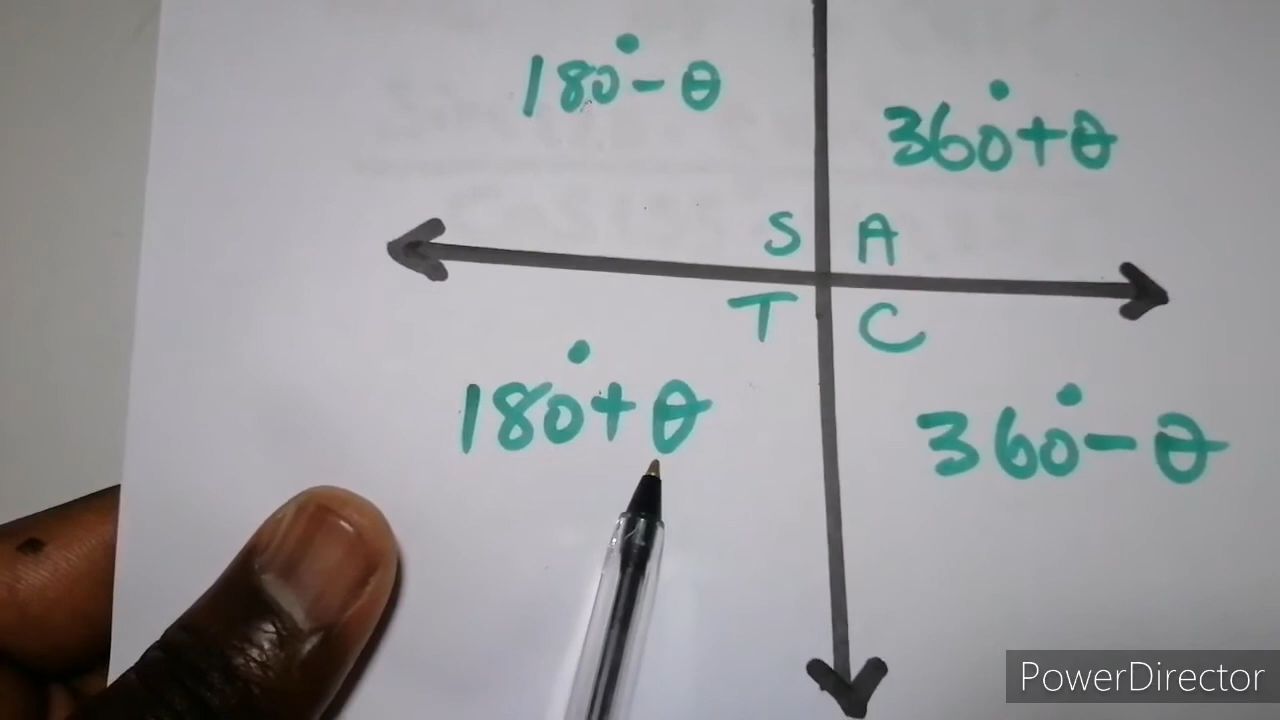 180°-θ
360°+θ
S A
T C
180°+θ
360°-θ
PowerDirector